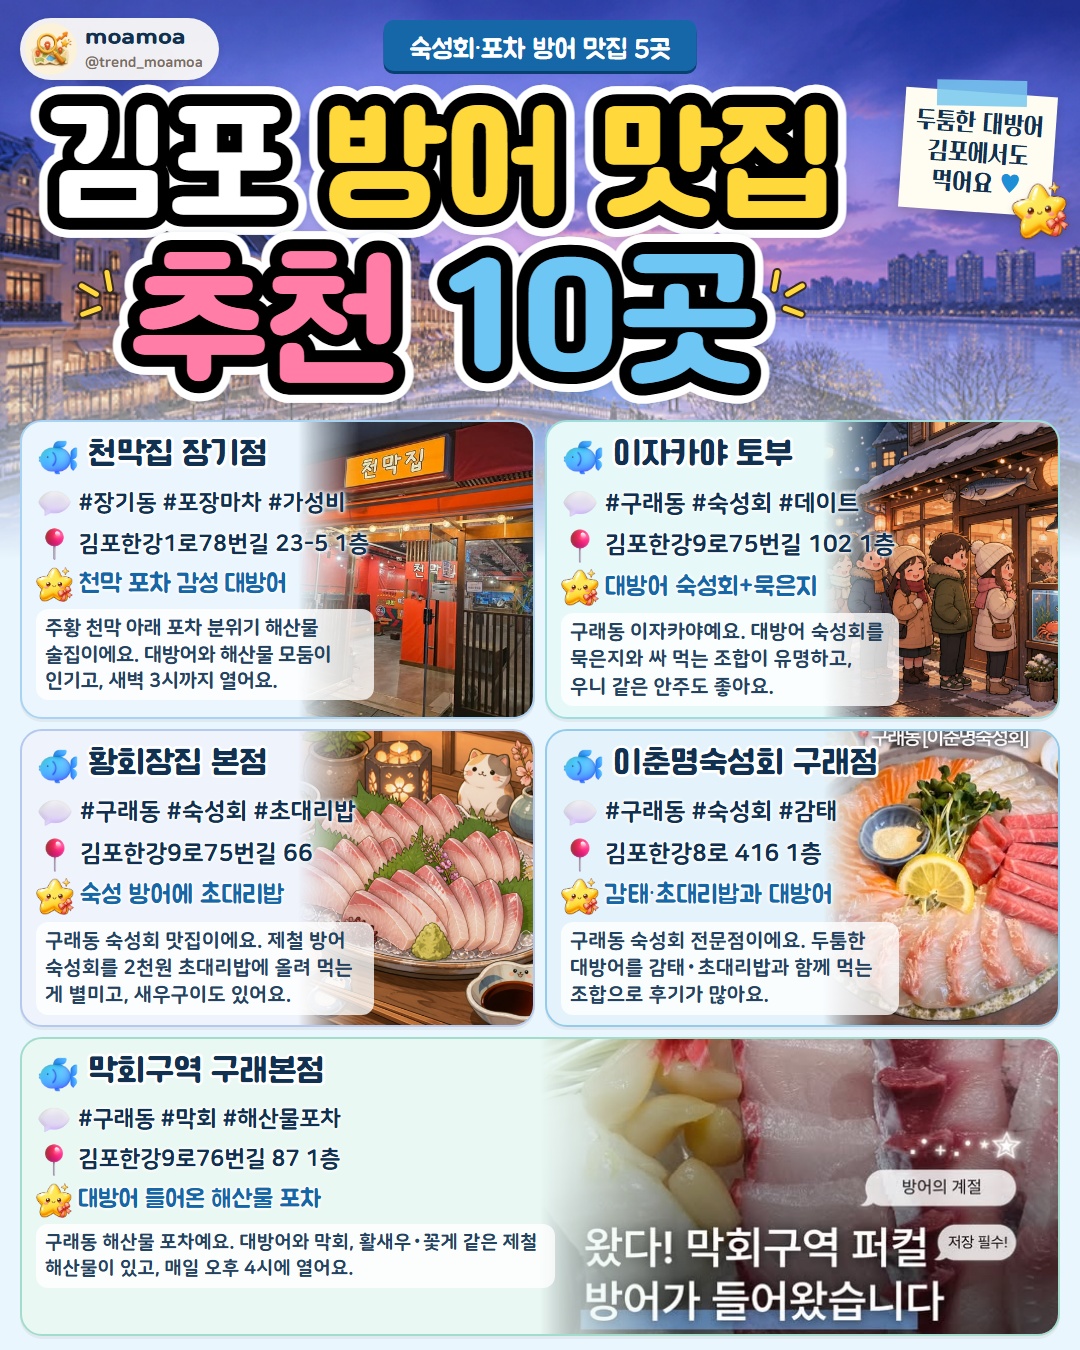 moamoa
@trend_moamoa
숙성회·포차 방어 맛집 5곳
김포 방어 맛집
추천 10곳
두툼한 대방어
김포에서도
먹어요
천막집 장기점
#장기동 #포장마차 #가성비
김포한강1로78번길 23-5 1층
천막 포차 감성 대방어
주황 천막 아래 포차 분위기 해산물
술집이에요. 대방어와 해산물 모둠이
인기고, 새벽 3시까지 열어요.
천막집
이자카야 토부
#구래동 #숙성회 #데이트
김포한강9로75번길 102 1층
대방어 숙성회+묵은지
구래동 이자카야예요. 대방어 숙성회를
묵은지와 싸 먹는 조합이 유명하고,
우니 같은 안주도 좋아요.
황회장집 본점
#구래동 #숙성회 #초대리밥
김포한강9로75번길 66
숙성 방어에 초대리밥
구래동 숙성회 맛집이에요. 제철 방어
숙성회를 2천원 초대리밥에 올려 먹는
게 별미고, 새우구이도 있어요.
구래동[이춘명숙성회]
이춘명숙성회 구래점
#구래동 #숙성회 #감태
김포한강8로 416 1층
감태·초대리밥과 대방어
구래동 숙성회 전문점이에요. 두툼한
대방어를 감태·초대리밥과 함께 먹는
조합으로 후기가 많아요.
막회구역 구래본점
#구래동 #막회 #해산물포차
김포한강9로76번길 87 1층
대방어 들어온 해산물 포차
구래동 해산물 포차예요. 대방어와 막회, 활새우·꽃게 같은 제철
해산물이 있고, 매일 오후 4시에 열어요.
방어의 계절
저장 필수!
왔다! 막회구역 퍼컬
방어가 들어왔습니다